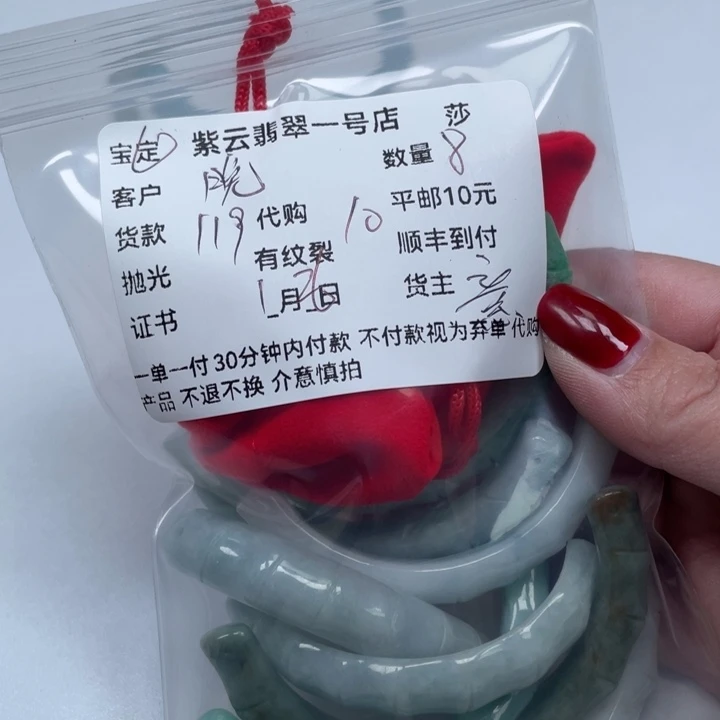 紫云翡翠一号店 莎
宝定 数量 8
客户 晓 平邮10元
货款 119 代购 10 顺丰到付
抛光 有纹裂 货主
证书 1月26日
一单一付 30分钟内付款 不付款视为弃单 代购
产品 不退不换 介意慎拍